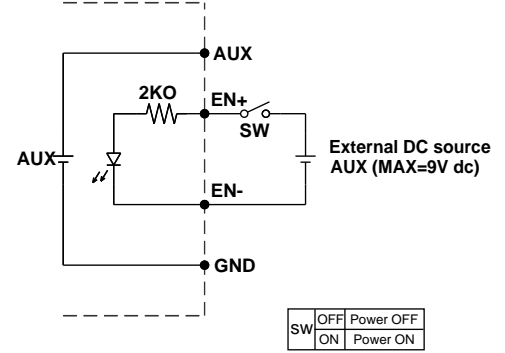 AUX
2KO
EN+
SW
External DC source
AUX (MAX=9V dc)
AUX
EN-
GND
SW OFF Power OFF
ON Power ON